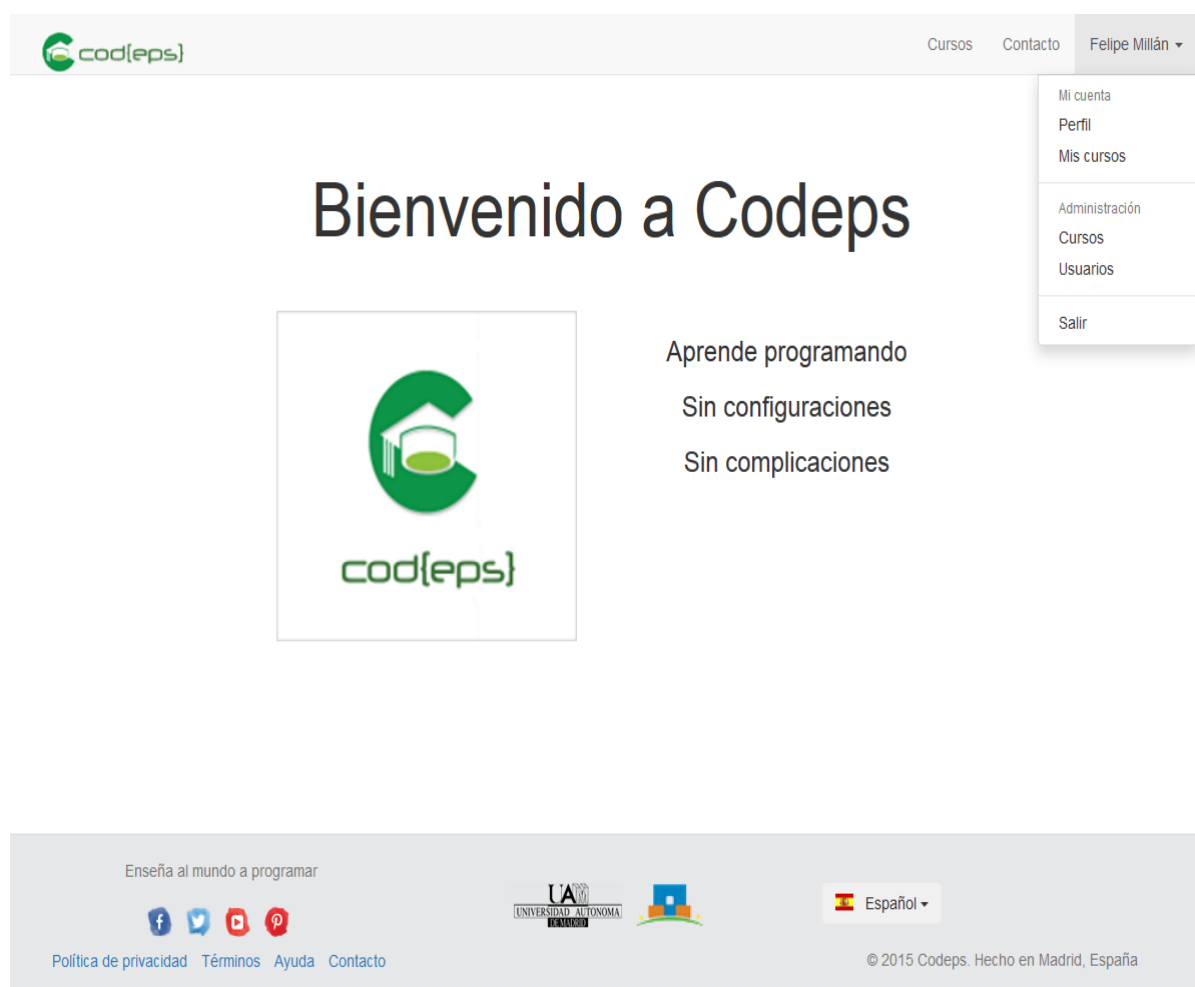 cod{eps}
Cursos Contacto Felipe Millán
Mi cuenta
Perfil
Mis cursos
Administración
Cursos
Usuarios
Salir
Bienvenido a Codeps
Aprende programando
Sin configuraciones
Sin complicaciones
cod{eps}
Enseña al mundo a programar
UAM
UNIVERSIDAD AUTONOMA
DE MADRID
Español
Política de privacidad Términos Ayuda Contacto
© 2015 Codeps. Hecho en Madrid, España